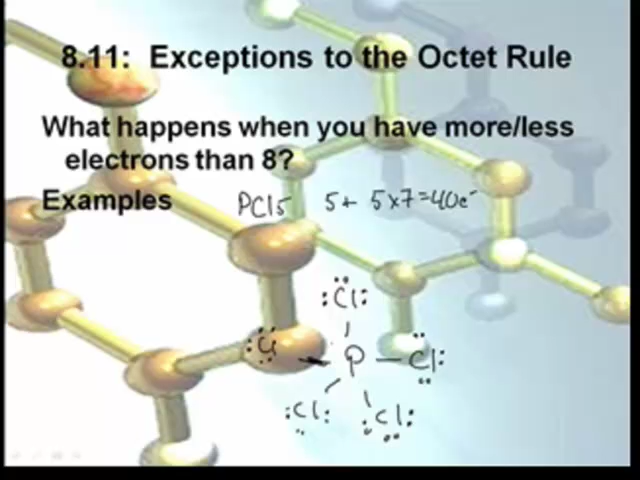 8.11: Exceptions to the Octet Rule
What happens when you have more/less
electrons than 8?
Examples PCl5 5+ 5x7=40e-
:Cl:
:Cl: — P — Cl:
:Cl: :Cl: